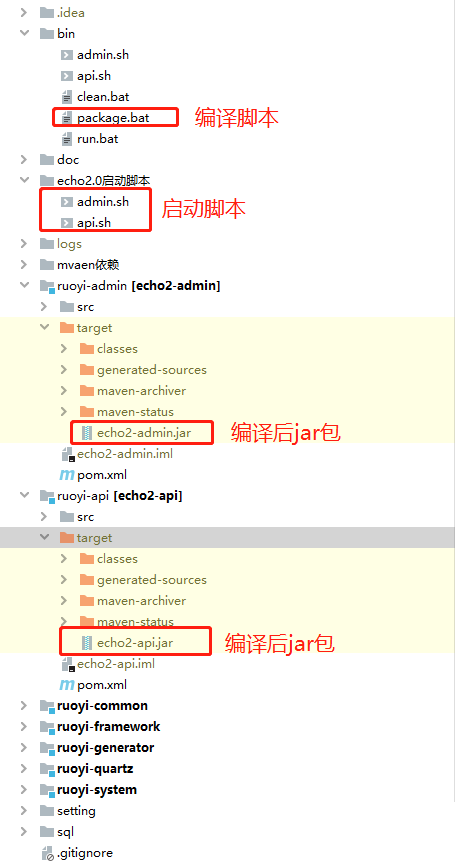 .idea
bin
admin.sh
api.sh
clean.bat
package.bat 编译脚本
run.bat
doc
echo2.0启动脚本
admin.sh 启动脚本
api.sh
logs
mvaen依赖
ruoyi-admin [echo2-admin]
src
target
classes
generated-sources
maven-archiver
maven-status
echo2-admin.jar 编译后jar包
echo2-admin.iml
m pom.xml
ruoyi-api [echo2-api]
src
target
classes
generated-sources
maven-archiver
maven-status
echo2-api.jar 编译后jar包
echo2-api.iml
m pom.xml
ruoyi-common
ruoyi-framework
ruoyi-generator
ruoyi-quartz
ruoyi-system
setting
sql
.gitignore